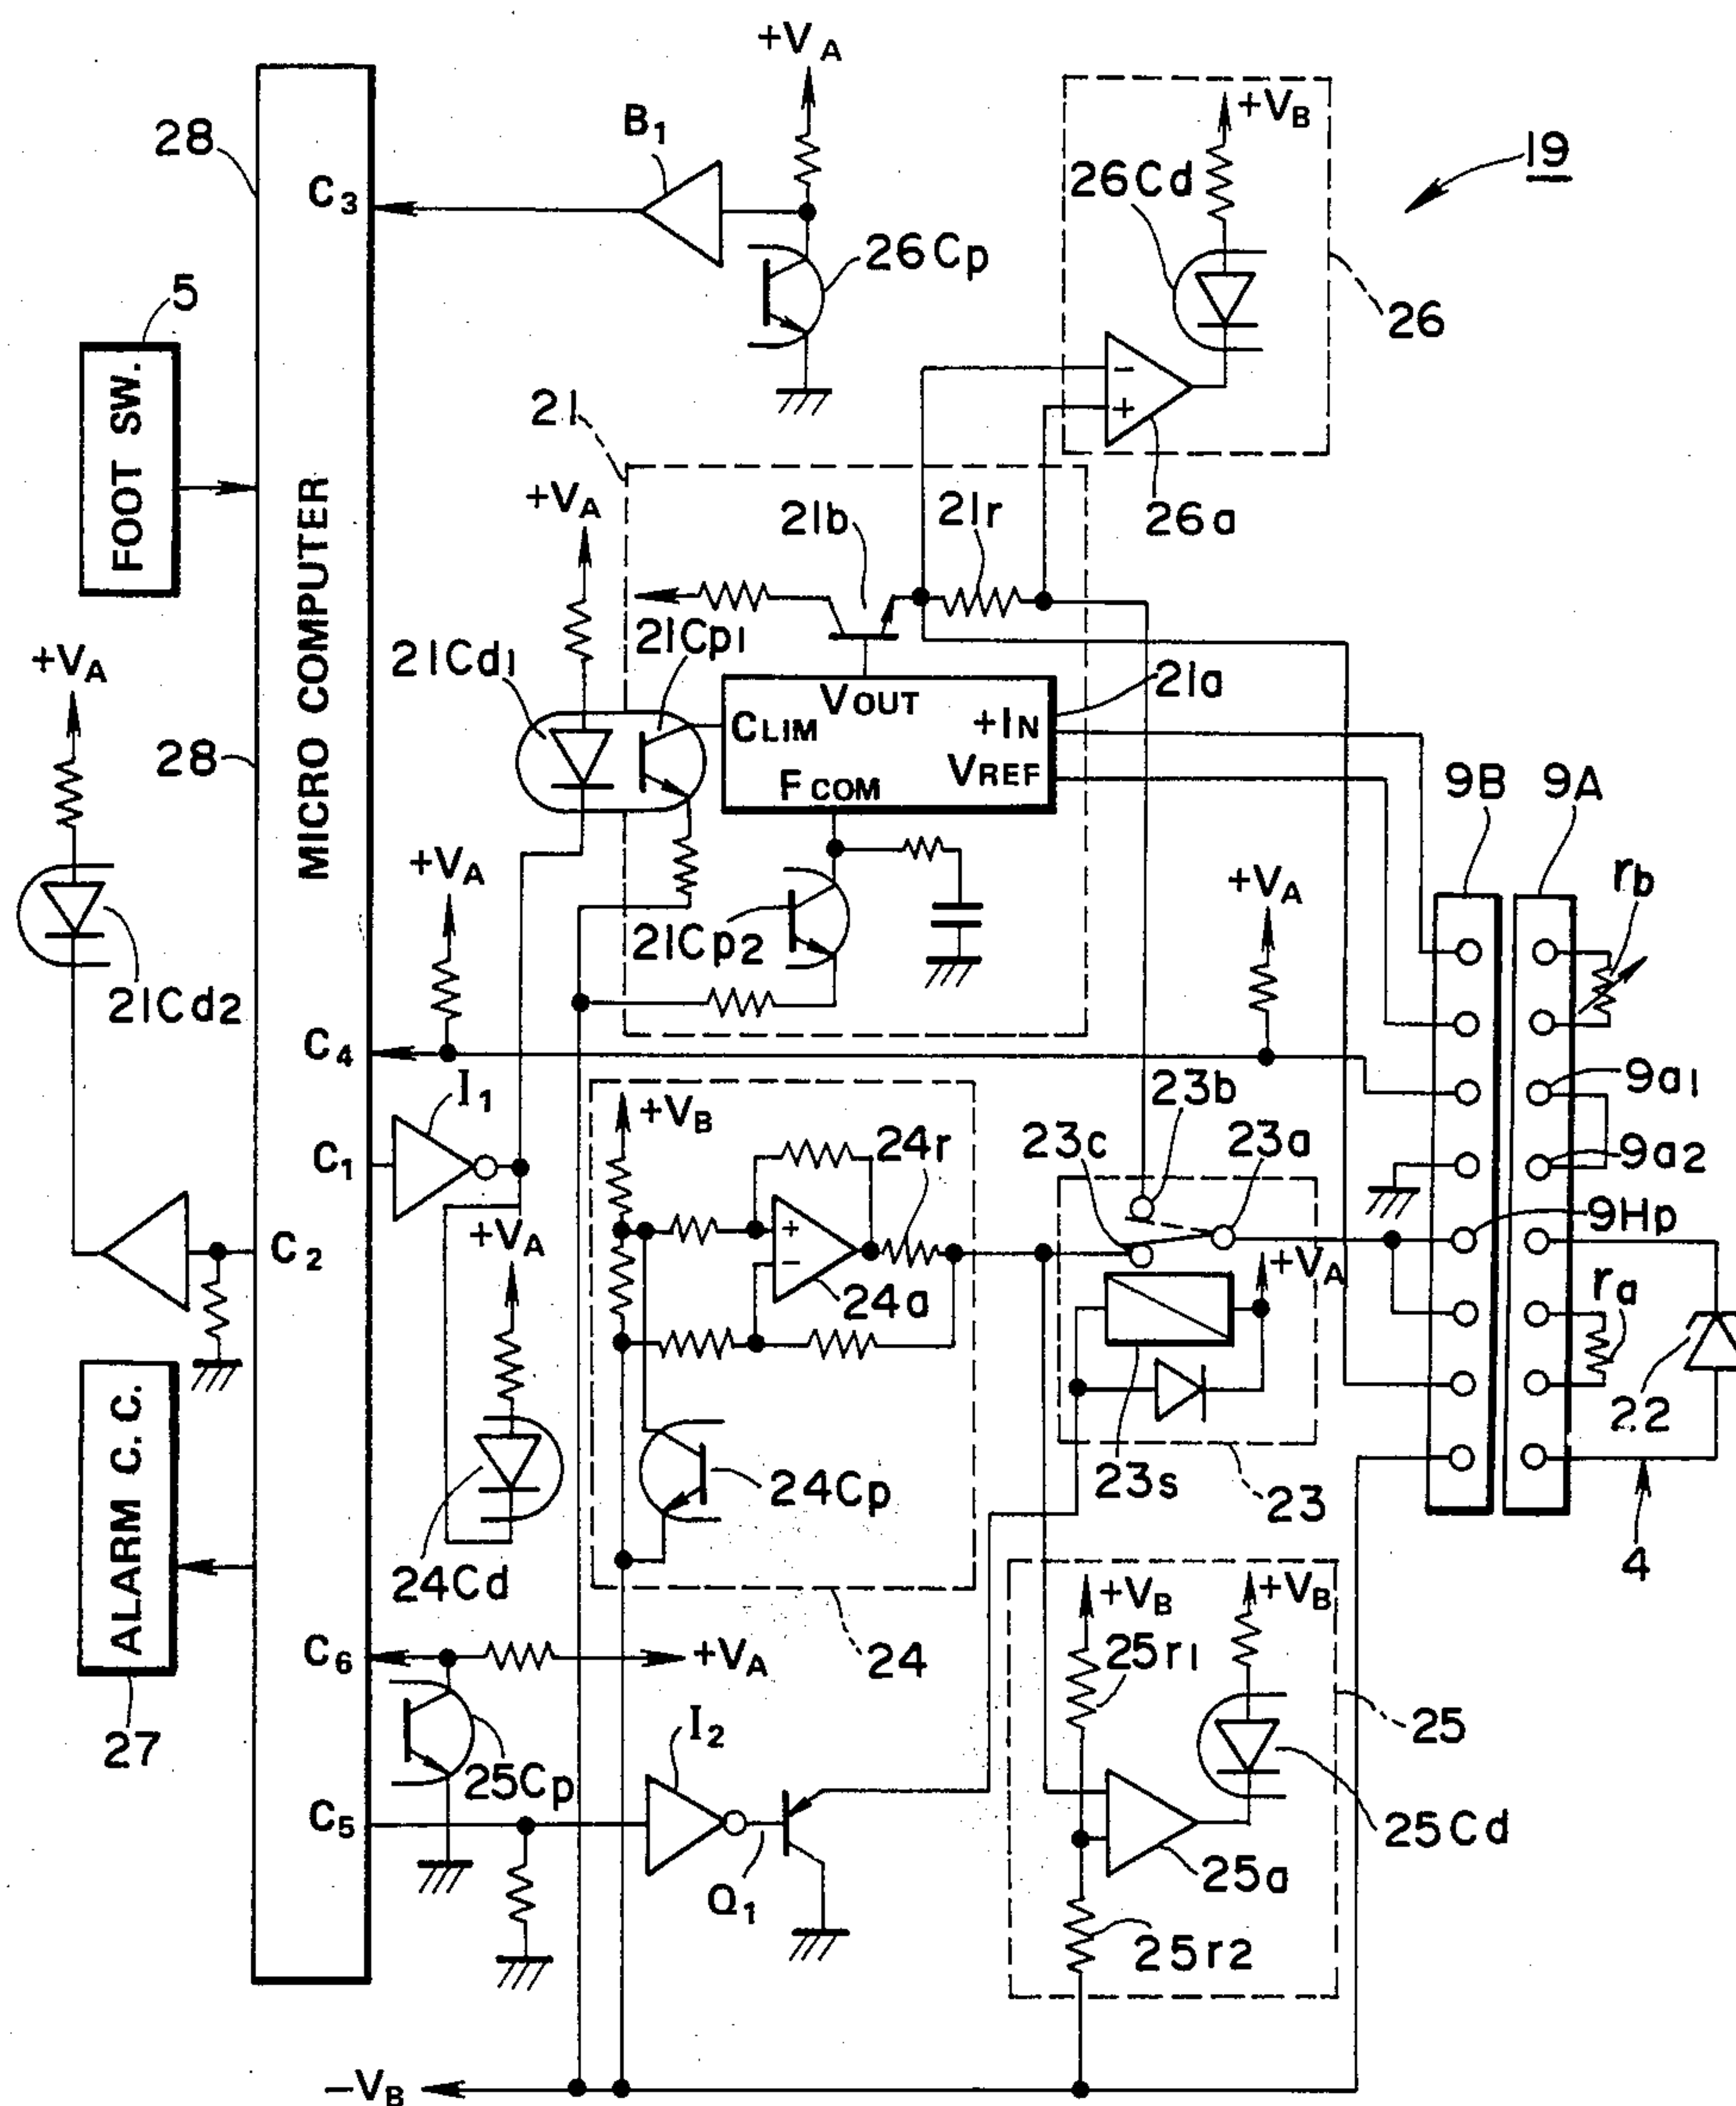 +VA
B1
+VB
19
28
C3
26Cd
26Cp
5
26
FOOT SW.
21
+VA
21b
21r
26a
MICRO COMPUTER
+VA
21Cd1
21Cp1
VOUT
21a
CLIM
+IN
28
FCOM
VREF
9B
9A
+VA
+VA
rb
21Cp2
21Cd2
C4
I1
9a1
+VB
23b
24r
23c
23a
C1
9a2
+VA
9Hp
C2
+VA
24a
ra
ALARM C. C.
22
24Cp
23s
23
4
24Cd
+VB
+VB
C6
+VA
24
25r1
27
I2
25
25Cp
C5
25Cd
25a
Q1
25r2
-VB